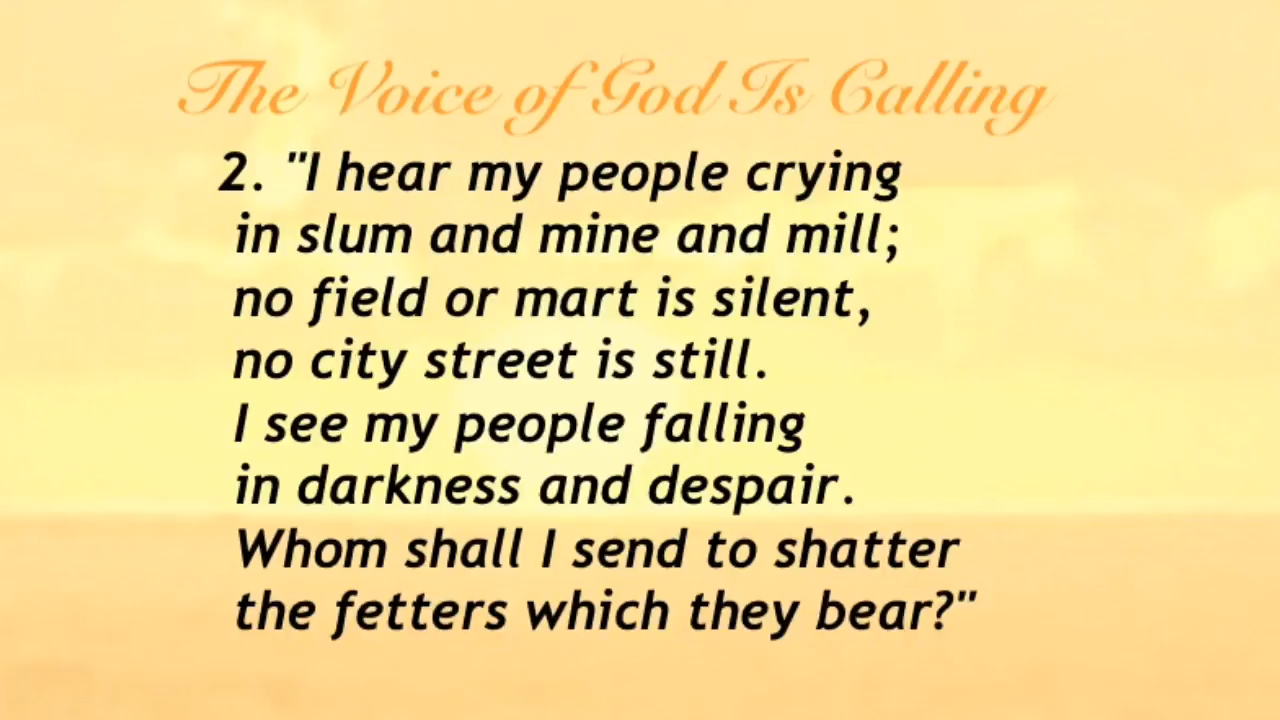 The Voice of God Is Calling
2. "I hear my people crying
in slum and mine and mill;
no field or mart is silent,
no city street is still.
I see my people falling
in darkness and despair.
Whom shall I send to shatter
the fetters which they bear?"